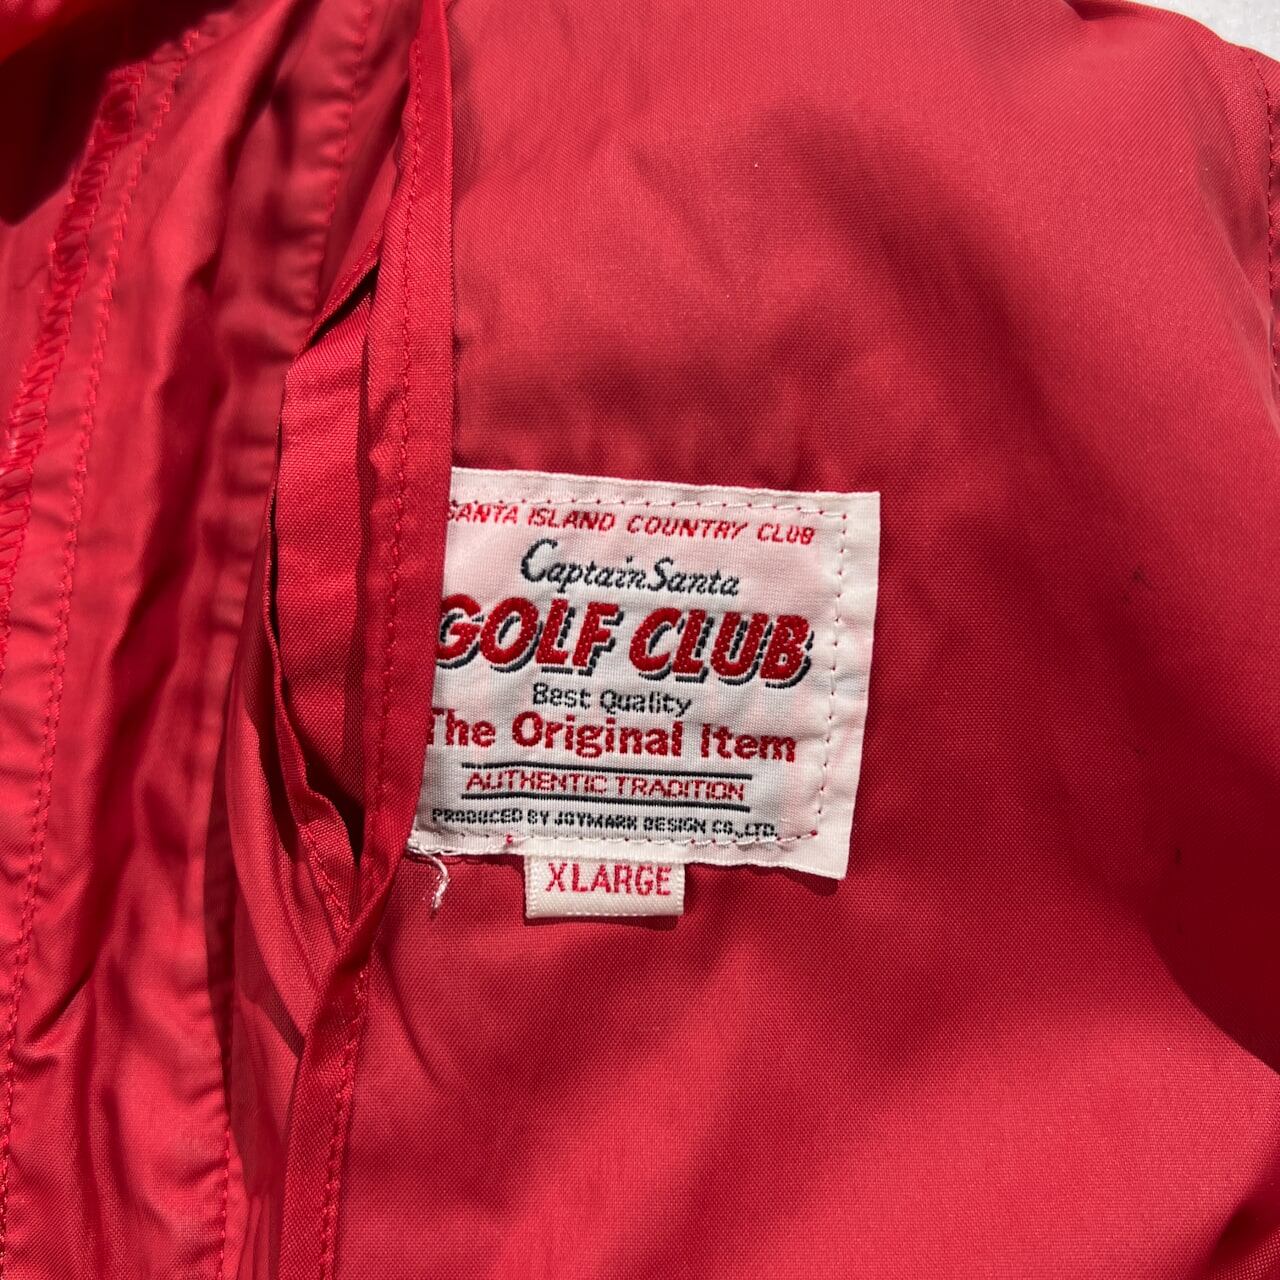 SANTA ISLAND COUNTRY CLUB
Captain Santa
GOLF CLUB
Best Quality
The Original Item
AUTHENTIC TRADITION
PRODUCED BY JOYMARK DESIGN CO.,LTD.
XLARGE